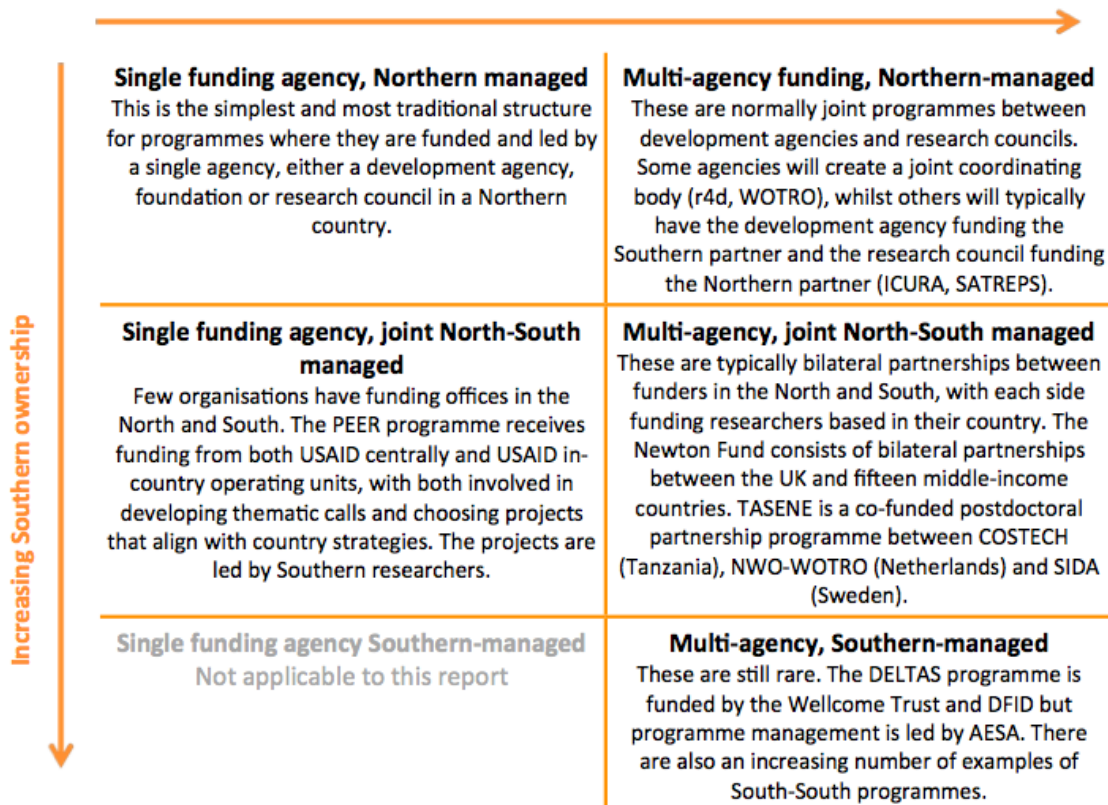 Single funding agency, Northern managed
This is the simplest and most traditional structure
for programmes where they are funded and led by
a single agency, either a development agency,
foundation or research council in a Northern
country.
Multi-agency funding, Northern-managed
These are normally joint programmes between
development agencies and research councils.
Some agencies will create a joint coordinating
body (r4d, WOTRO), whilst others will typically
have the development agency funding the
Southern partner and the research council funding
the Northern partner (ICURA, SATREPS).
Increasing Southern ownership
Single funding agency, joint North-South
managed
Few organisations have funding offices in the
North and South. The PEER programme receives
funding from both USAID centrally and USAID in-
country operating units, with both involved in
developing thematic calls and choosing projects
that align with country strategies. The projects are
led by Southern researchers.
Multi-agency, joint North-South managed
These are typically bilateral partnerships between
funders in the North and South, with each side
funding researchers based in their country. The
Newton Fund consists of bilateral partnerships
between the UK and fifteen middle-income
countries. TASENE is a co-funded postdoctoral
partnership programme between COSTECH
(Tanzania), NWO-WOTRO (Netherlands) and SIDA
(Sweden).
Single funding agency Southern-managed
Not applicable to this report
Multi-agency, Southern-managed
These are still rare. The DELTAS programme is
funded by the Wellcome Trust and DFID but
programme management is led by AESA. There
are also an increasing number of examples of
South-South programmes.